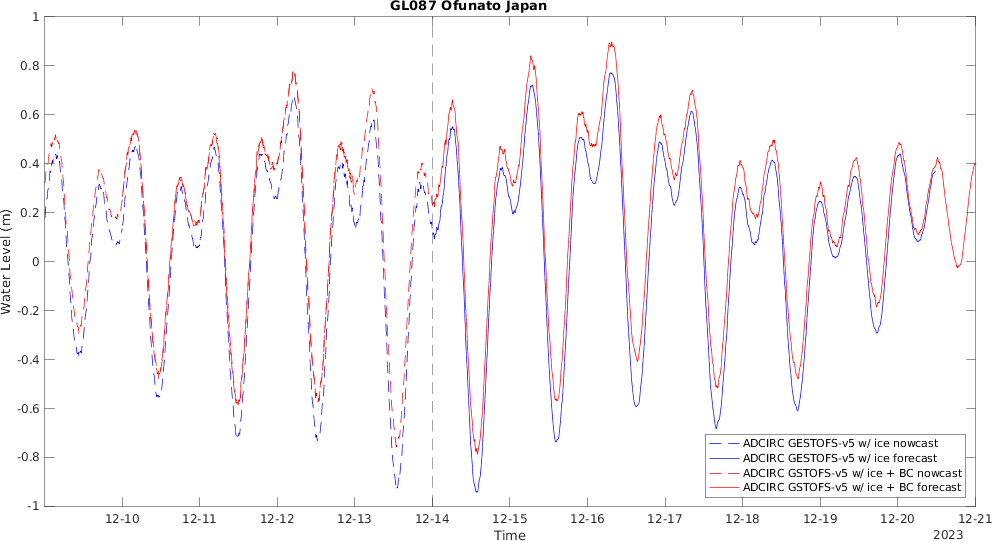 GL087 Ofunato Japan
Water Level (m)
1
0.8
0.6
0.4
0.2
0
-0.2
-0.4
-0.6
-0.8
-1
ADCIRC GESTOFS-v5 w/ ice nowcast
ADCIRC GESTOFS-v5 w/ ice forecast
ADCIRC GSTOFS-v5 w/ ice + BC nowcast
ADCIRC GSTOFS-v5 w/ ice + BC forecast
12-10 12-11 12-12 12-13 12-14 12-15 12-16 12-17 12-18 12-19 12-20 12-21
Time
2023